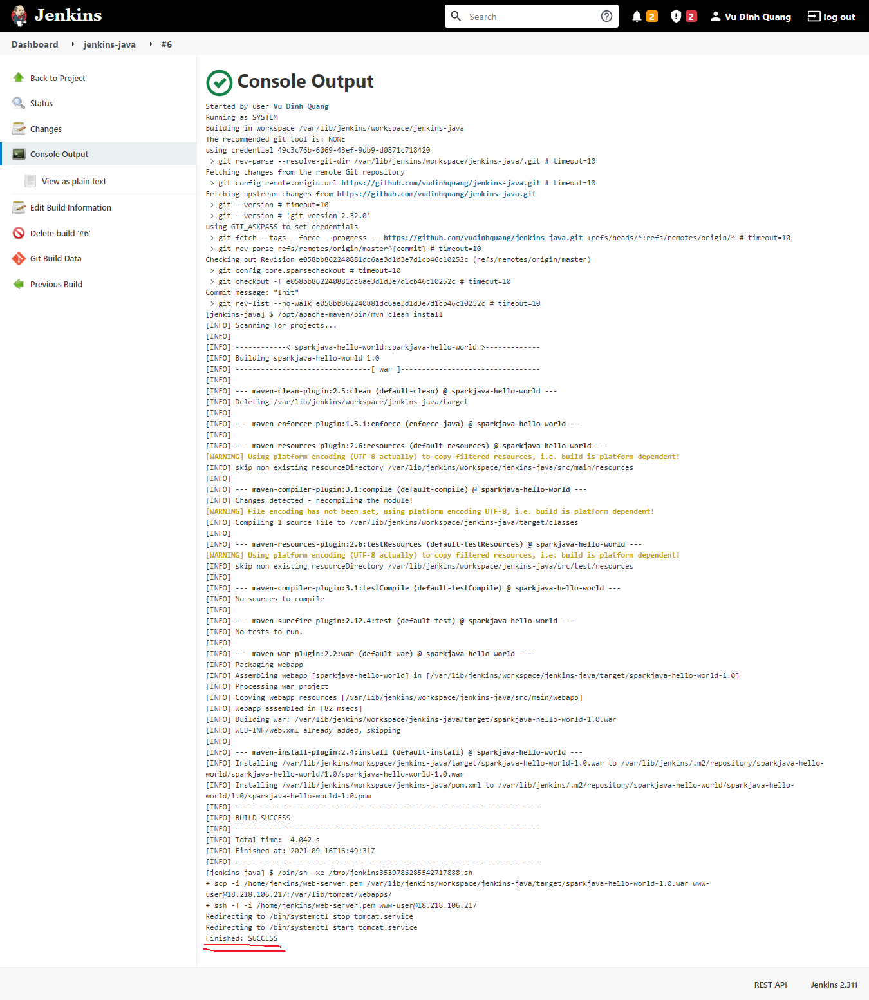 Jenkins
Search
2
2
Vu Dinh Quang
log out
Dashboard
jenkins-java
#6
Back to Project
Status
Changes
Console Output
View as plain text
Edit Build Information
Delete build ‘#6’
Git Build Data
Previous Build
Console Output
Started by user Vu Dinh Quang
Running as SYSTEM
Building in workspace /var/lib/jenkins/workspace/jenkins-java
The recommended git tool is: NONE
using credential 49c3c76b-6069-43ef-9db9-d0871c718420
> git rev-parse --resolve-git-dir /var/lib/jenkins/workspace/jenkins-java/.git # timeout=10
Fetching changes from the remote Git repository
> git config remote.origin.url https://github.com/vudinhquang/jenkins-java.git # timeout=10
Fetching upstream changes from https://github.com/vudinhquang/jenkins-java.git
> git --version # timeout=10
> git --version # 'git version 2.32.0'
using GIT_ASKPASS to set credentials
> git fetch --tags --force --progress -- https://github.com/vudinhquang/jenkins-java.git +refs/heads/*:refs/remotes/origin/* # timeout=10
> git rev-parse refs/remotes/origin/master^{commit} # timeout=10
Checking out Revision e058bb862240881dc6ae3d1d3e7d1cb46c10252c (refs/remotes/origin/master)
> git config core.sparsecheckout # timeout=10
> git checkout -f e058bb862240881dc6ae3d1d3e7d1cb46c10252c # timeout=10
Commit message: "Init"
> git rev-list --no-walk e058bb862240881dc6ae3d1d3e7d1cb46c10252c # timeout=10
[jenkins-java] $ /opt/apache-maven/bin/mvn clean install
[INFO] Scanning for projects...
[INFO]
[INFO] ------------< sparkjava-hello-world:sparkjava-hello-world >-------------
[INFO] Building sparkjava-hello-world 1.0
[INFO] --------------------------------[ war ]---------------------------------
[INFO]
[INFO] --- maven-clean-plugin:2.5:clean (default-clean) @ sparkjava-hello-world ---
[INFO] Deleting /var/lib/jenkins/workspace/jenkins-java/target
[INFO]
[INFO] --- maven-enforcer-plugin:1.3.1:enforce (enforce-java) @ sparkjava-hello-world ---
[INFO]
[INFO] --- maven-resources-plugin:2.6:resources (default-resources) @ sparkjava-hello-world ---
[WARNING] Using platform encoding (UTF-8 actually) to copy filtered resources, i.e. build is platform dependent!
[INFO] skip non existing resourceDirectory /var/lib/jenkins/workspace/jenkins-java/src/main/resources
[INFO]
[INFO] --- maven-compiler-plugin:3.1:compile (default-compile) @ sparkjava-hello-world ---
[INFO] Changes detected - recompiling the module!
[WARNING] File encoding has not been set, using platform encoding UTF-8, i.e. build is platform dependent!
[INFO] Compiling 1 source file to /var/lib/jenkins/workspace/jenkins-java/target/classes
[INFO]
[INFO] --- maven-resources-plugin:2.6:testResources (default-testResources) @ sparkjava-hello-world ---
[WARNING] Using platform encoding (UTF-8 actually) to copy filtered resources, i.e. build is platform dependent!
[INFO] skip non existing resourceDirectory /var/lib/jenkins/workspace/jenkins-java/src/test/resources
[INFO]
[INFO] --- maven-compiler-plugin:3.1:testCompile (default-testCompile) @ sparkjava-hello-world ---
[INFO] No sources to compile
[INFO]
[INFO] --- maven-surefire-plugin:2.12.4:test (default-test) @ sparkjava-hello-world ---
[INFO] No tests to run.
[INFO]
[INFO] --- maven-war-plugin:2.2:war (default-war) @ sparkjava-hello-world ---
[INFO] Packaging webapp
[INFO] Assembling webapp [sparkjava-hello-world] in [/var/lib/jenkins/workspace/jenkins-java/target/sparkjava-hello-world-1.0]
[INFO] Processing war project
[INFO] Copying webapp resources [/var/lib/jenkins/workspace/jenkins-java/src/main/webapp]
[INFO] Webapp assembled in [82 msecs]
[INFO] Building war: /var/lib/jenkins/workspace/jenkins-java/target/sparkjava-hello-world-1.0.war
[INFO] WEB-INF/web.xml already added, skipping
[INFO]
[INFO] --- maven-install-plugin:2.4:install (default-install) @ sparkjava-hello-world ---
[INFO] Installing /var/lib/jenkins/workspace/jenkins-java/target/sparkjava-hello-world-1.0.war to /var/lib/jenkins/.m2/repository/sparkjava-hello-
world/sparkjava-hello-world/1.0/sparkjava-hello-world-1.0.war
[INFO] Installing /var/lib/jenkins/workspace/jenkins-java/pom.xml to /var/lib/jenkins/.m2/repository/sparkjava-hello-world/sparkjava-hello-
world/1.0/sparkjava-hello-world-1.0.pom
[INFO] ------------------------------------------------------------------------
[INFO] BUILD SUCCESS
[INFO] ------------------------------------------------------------------------
[INFO] Total time:  4.042 s
[INFO] Finished at: 2021-09-16T16:49:31Z
[INFO] ------------------------------------------------------------------------
[jenkins-java] $ /bin/sh -xe /tmp/jenkins3539786285542717888.sh
+ scp -i /home/jenkins/web-server.pem /var/lib/jenkins/workspace/jenkins-java/target/sparkjava-hello-world-1.0.war www-
user@18.218.106.217:/var/lib/tomcat/webapps/
+ ssh -T -i /home/jenkins/web-server.pem www-user@18.218.106.217
Redirecting to /bin/systemctl stop tomcat.service
Redirecting to /bin/systemctl start tomcat.service
Finished: SUCCESS
REST API
Jenkins 2.311